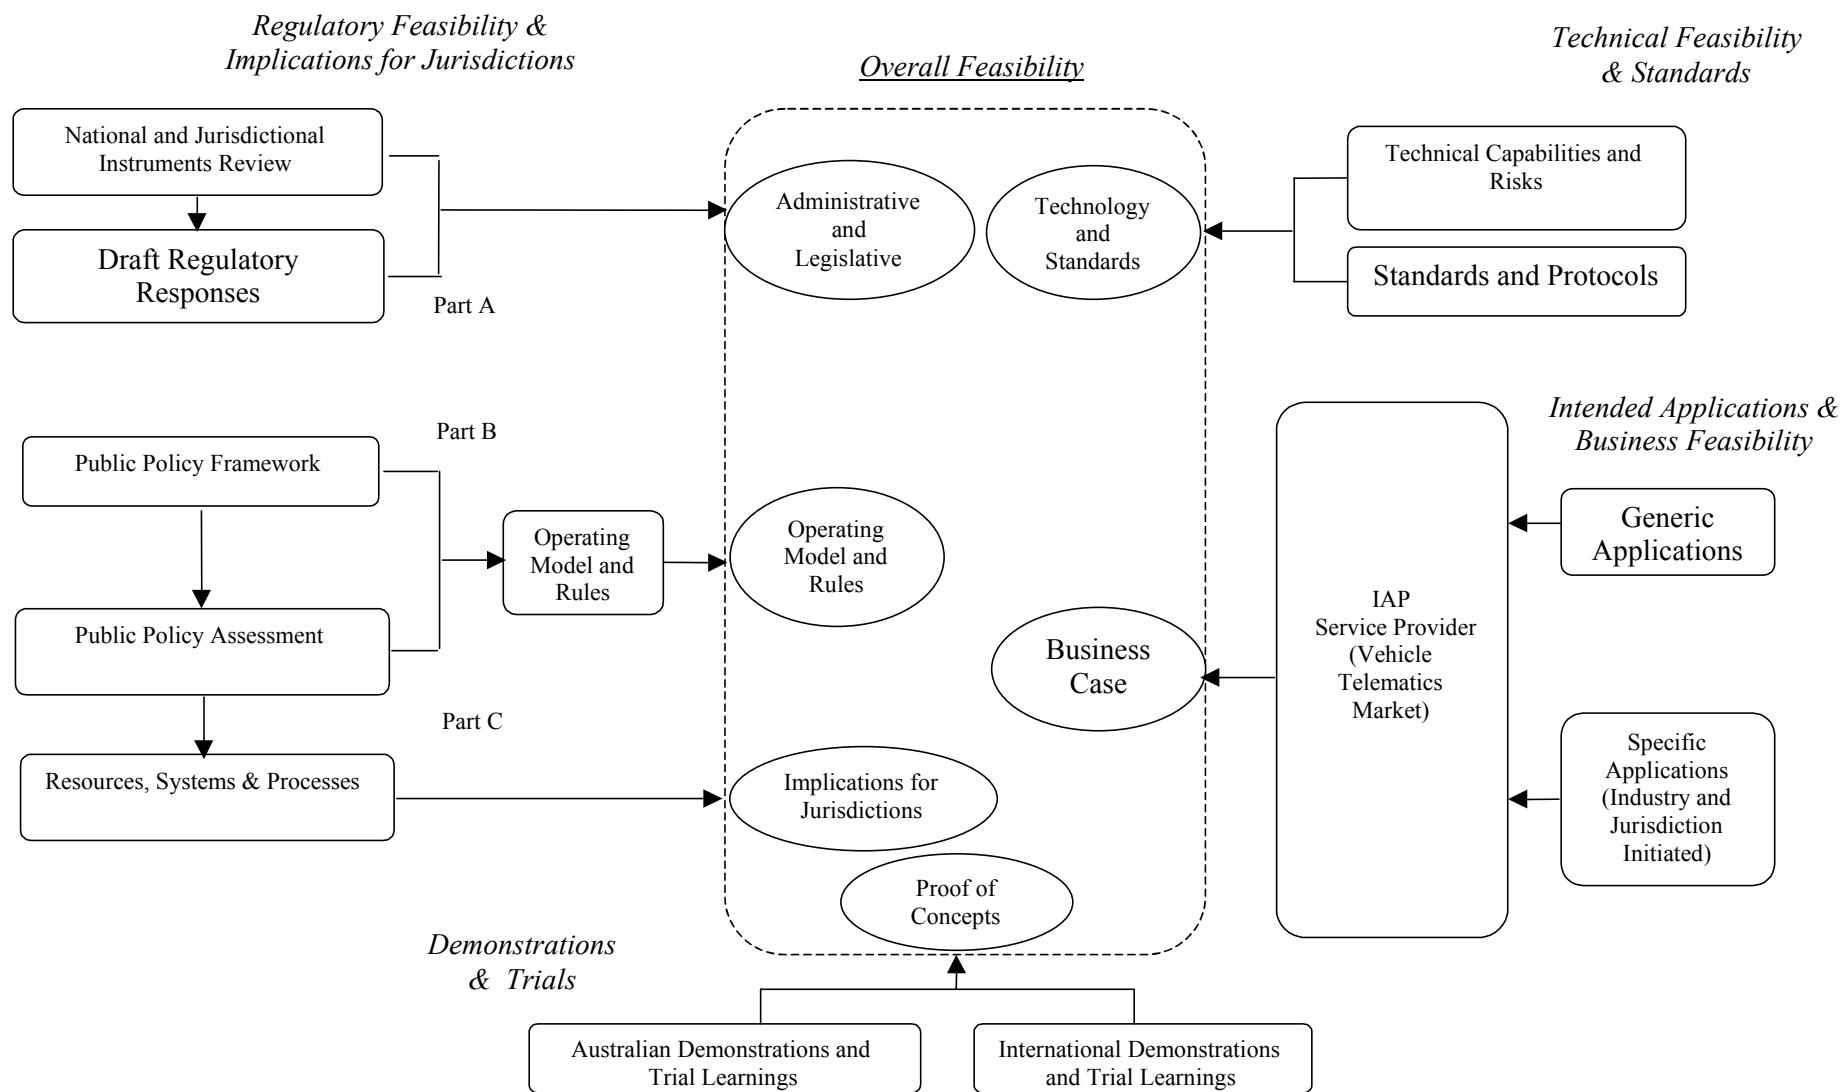 Regulatory Feasibility &
Implications for Jurisdictions
Overall Feasibility
Technical Feasibility
& Standards
National and Jurisdictional
Instruments Review
Draft Regulatory
Responses
Part A
Administrative
and
Legislative
Technology
and
Standards
Technical Capabilities and
Risks
Standards and Protocols
Part B
Public Policy Framework
Operating
Model and
Rules
Operating
Model and
Rules
Public Policy Assessment
Part C
Resources, Systems & Processes
Implications for
Jurisdictions
Business
Case
IAP
Service Provider
(Vehicle
Telematics
Market)
Intended Applications &
Business Feasibility
Generic
Applications
Specific
Applications
(Industry and
Jurisdiction
Initiated)
Proof of
Concepts
Demonstrations
& Trials
Australian Demonstrations and
Trial Learnings
International Demonstrations
and Trial Learnings